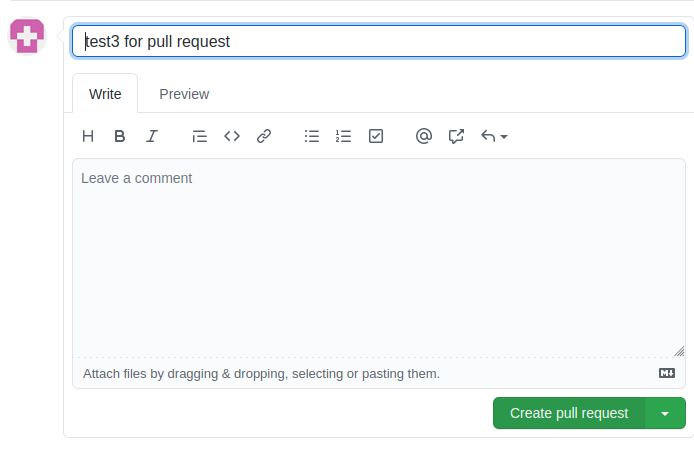 test3 for pull request
Write Preview
H B I
Leave a comment
Attach files by dragging & dropping, selecting or pasting them.
Create pull request